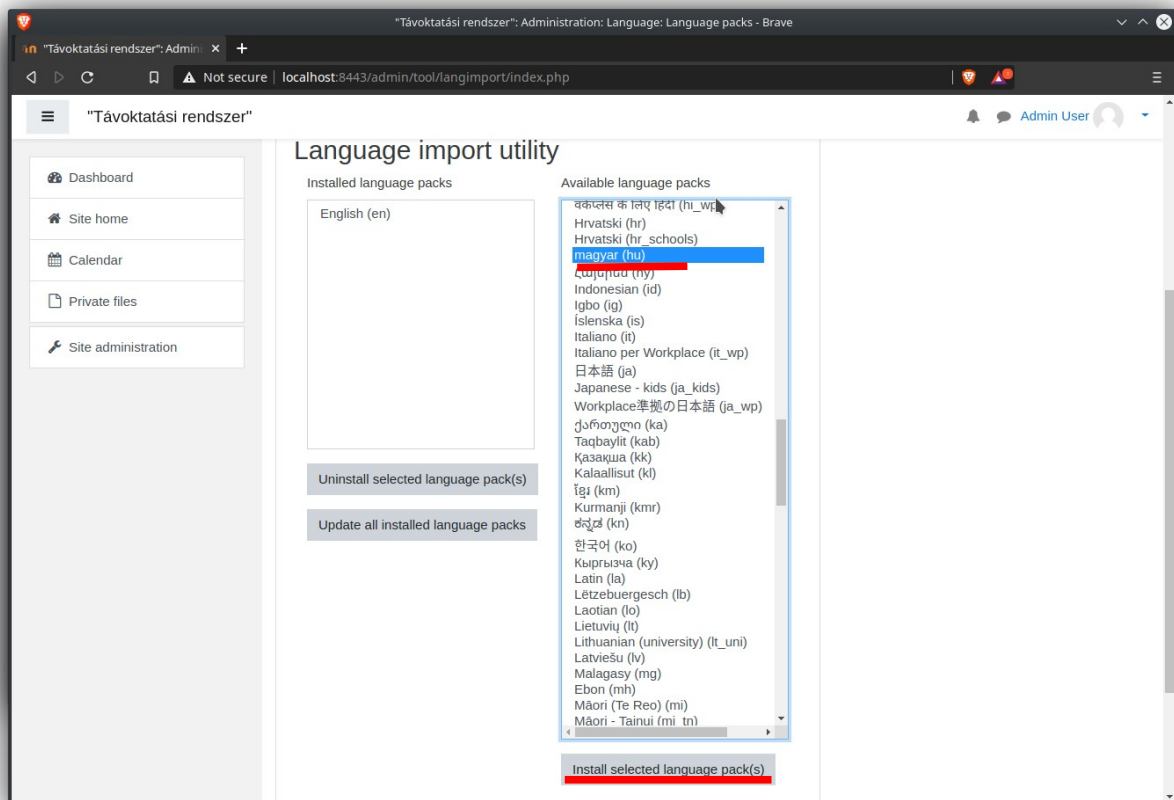 "Távoktatási rendszer": Administration: Language: Language packs - Brave
"Távoktatási rendszer": Admin
Not secure | localhost:8443/admin/tool/langimport/index.php
"Távoktatási rendszer"
Admin User
Dashboard
Site home
Calendar
Private files
Site administration
Language import utility
Installed language packs
English (en)
Uninstall selected language pack(s)
Update all installed language packs
Available language packs
के लिए हिंदी (hi_wp
Hrvatski (hr)
Hrvatski (hr_schools)
magyar (hu)
Հայերեն (hy)
Indonesian (id)
Igbo (ig)
Íslenska (is)
Italiano (it)
Italiano per Workplace (it_wp)
日本語 (ja)
Japanese - kids (ja_kids)
Workplace準拠の日本語 (ja_wp)
ქართული (ka)
Taqbaylit (kab)
Қазақша (kk)
Kalaallisut (kl)
ខ្មែរ (km)
Kurmanji (kmr)
ಕನ್ನಡ (kn)
한국어 (ko)
Кыргызча (ky)
Latin (la)
Lëtzebuergesch (lb)
Laotian (lo)
Lietuvių (lt)
Lithuanian (university) (lt_uni)
Latviešu (lv)
Malagasy (mg)
Ebon (mh)
Māori (Te Reo) (mi)
Māori - Tainui (mi_tn)
Install selected language pack(s)